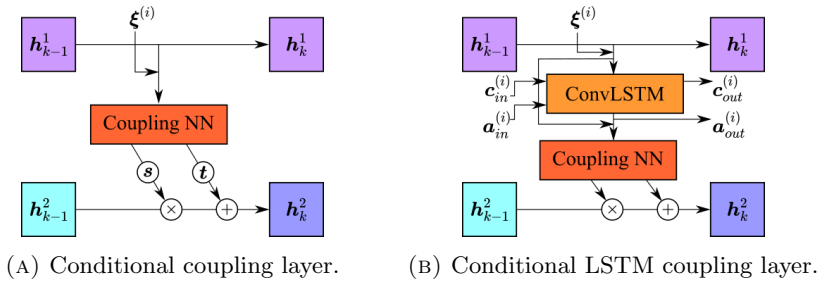 ξ^{(i)}
h^1_{k-1}
h^1_k
Coupling NN
s
t
h^2_{k-1}
×
+
h^2_k
(A) Conditional coupling layer.
ξ^{(i)}
h^1_{k-1}
h^1_k
c^{(i)}_{in}
ConvLSTM
c^{(i)}_{out}
a^{(i)}_{in}
a^{(i)}_{out}
Coupling NN
h^2_{k-1}
×
+
h^2_k
(B) Conditional LSTM coupling layer.